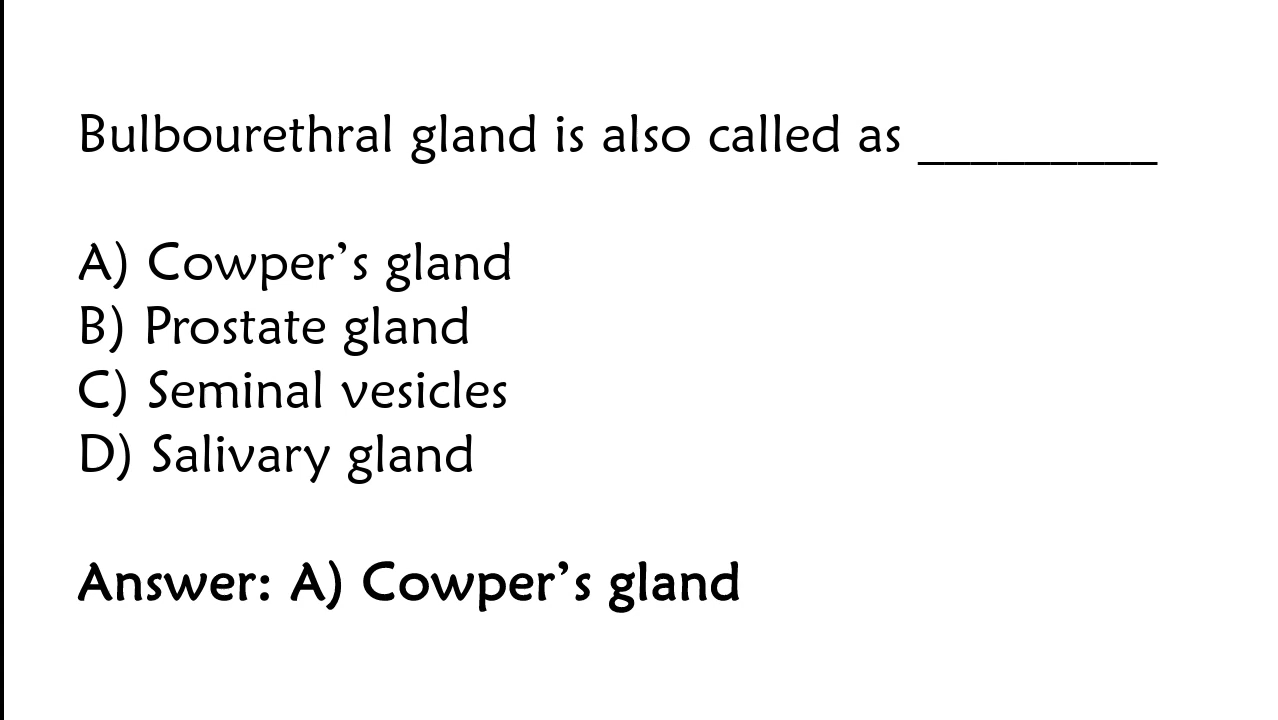 Bulbourethral gland is also called as _________
A) Cowper’s gland
B) Prostate gland
C) Seminal vesicles
D) Salivary gland
Answer: A) Cowper’s gland